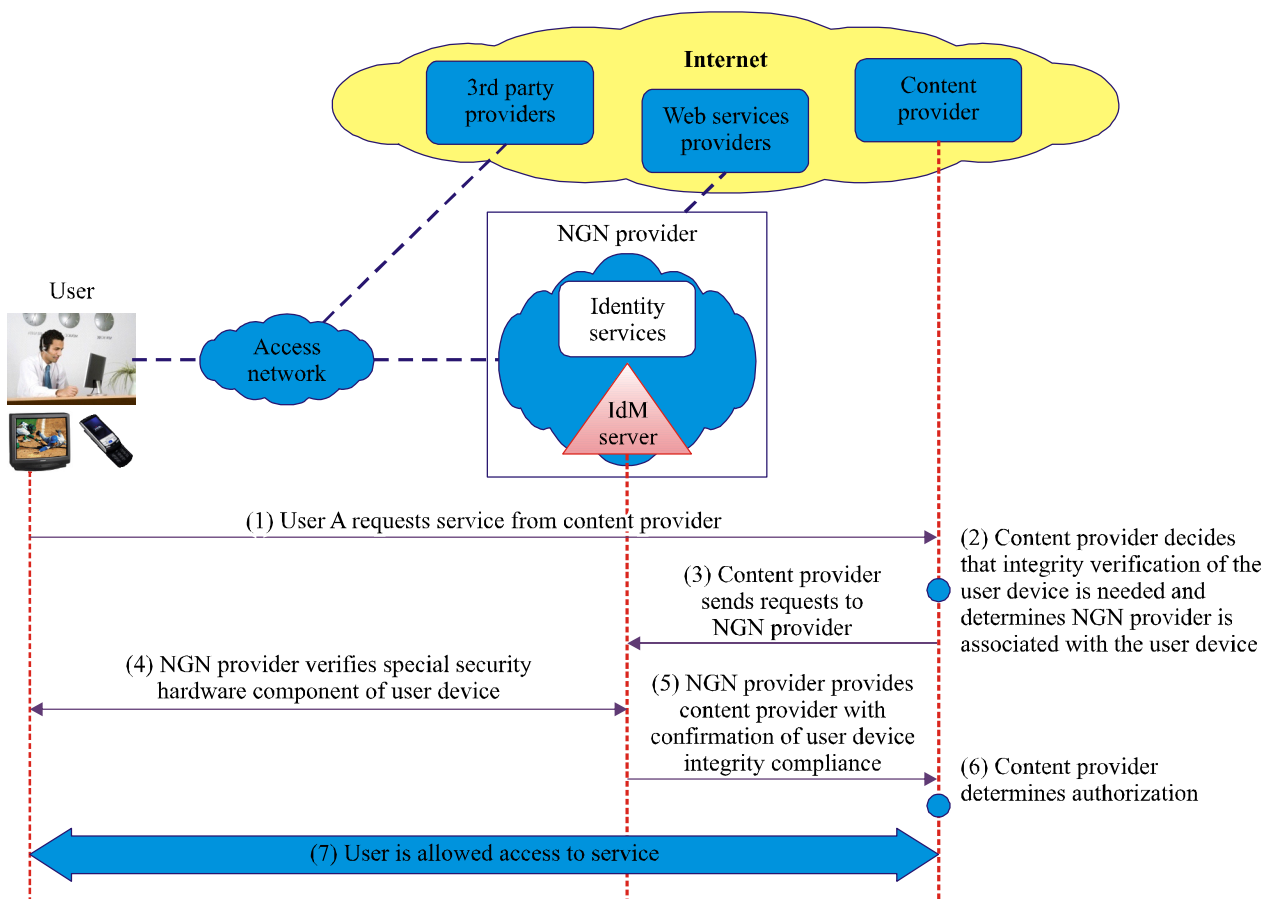 Internet
3rd party
providers
Web services
providers
Content
provider
NGN provider
Identity
services
IdM
server
User
Access
network
(1) User A requests service from content provider
(2) Content provider decides
that integrity verification of the
user device is needed and
determines NGN provider is
associated with the user device
(3) Content provider
sends requests to
NGN provider
(4) NGN provider verifies special security
hardware component of user device
(5) NGN provider provides
content provider with
confirmation of user device
integrity compliance
(6) Content provider
determines authorization
(7) User is allowed access to service